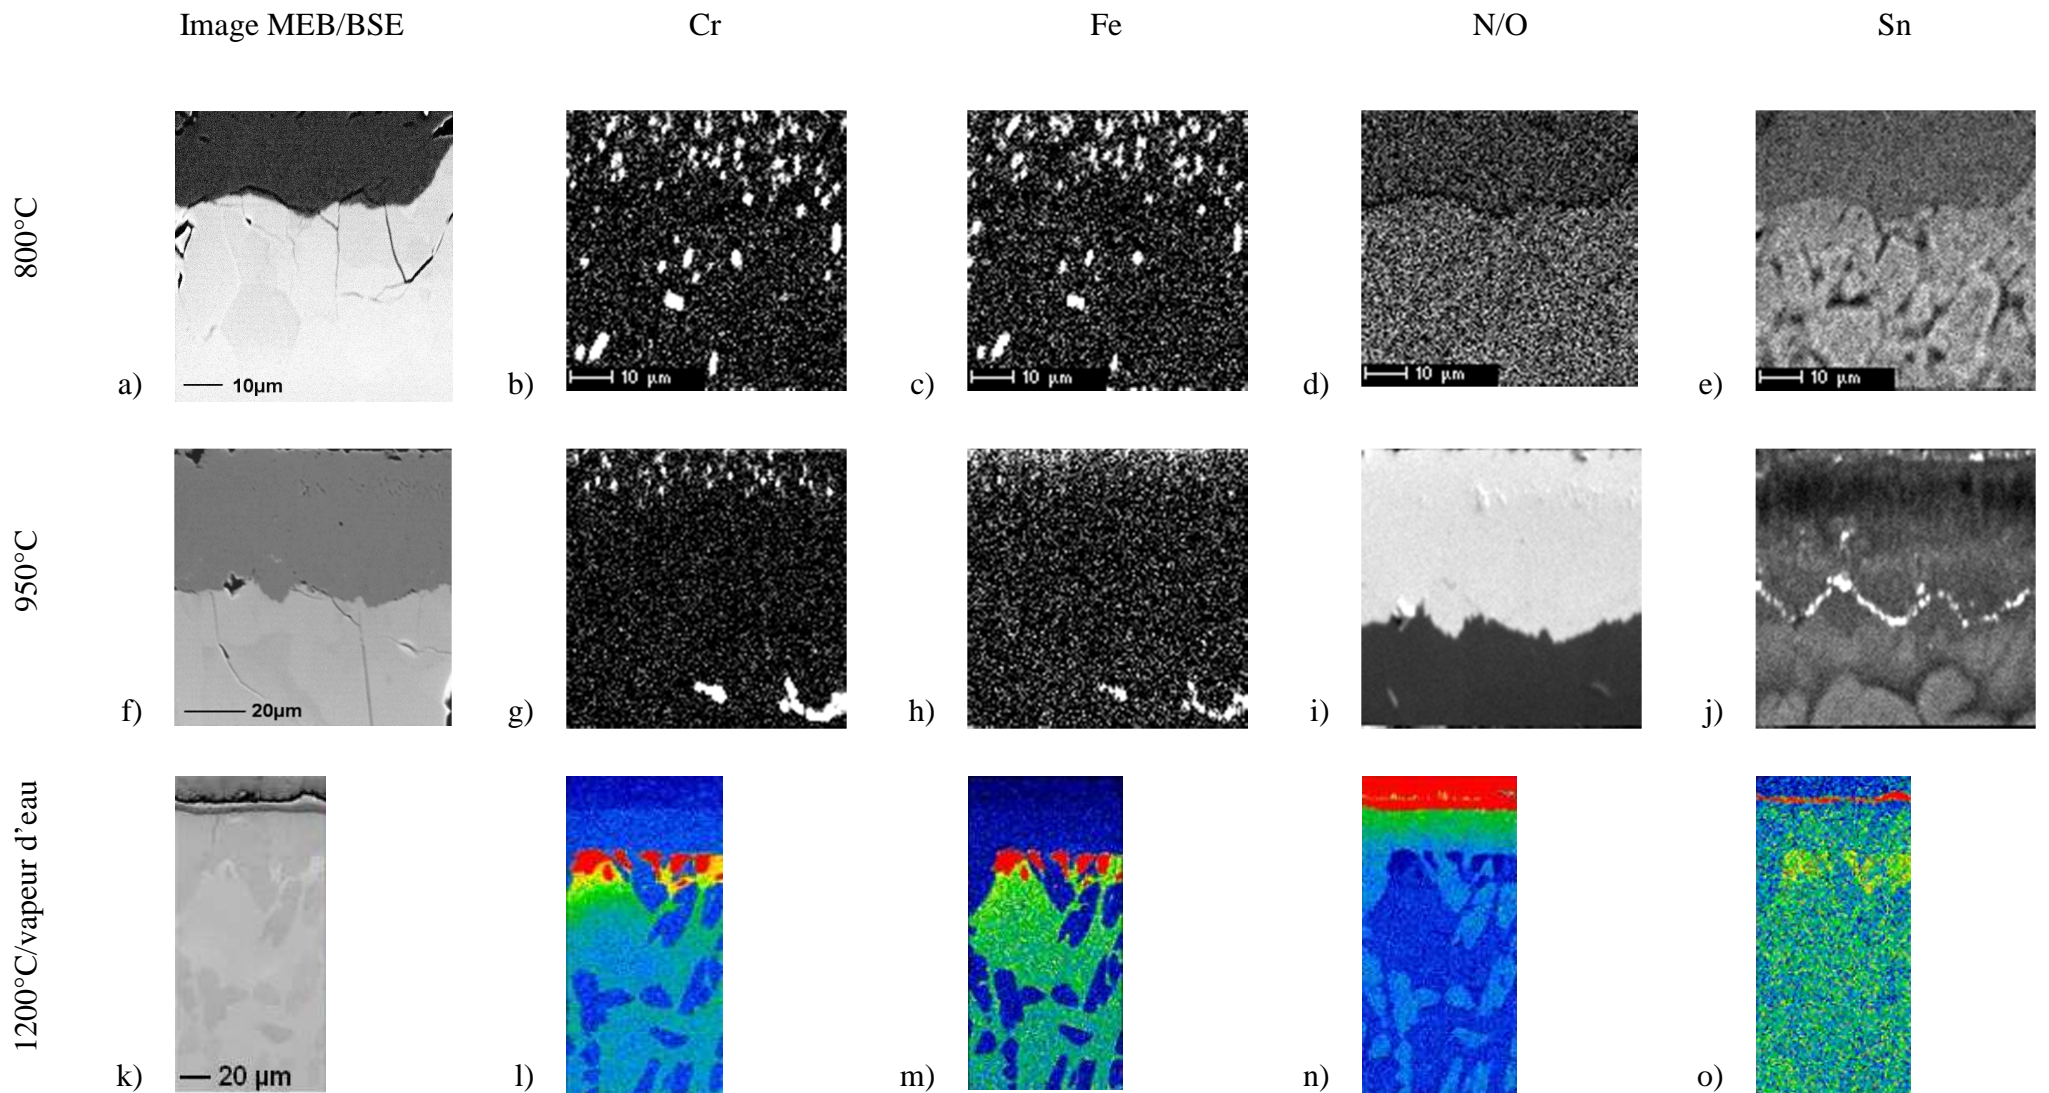 Image MEB/BSE Cr Fe N/O Sn
800°C
a) 10µm b) 10 µm c) 10 µm d) 10 µm e) 10 µm
950°C
f) 20µm g) h) i) j)
1200°C/vapeur d'eau
k) 20 µm l) m) n) o)